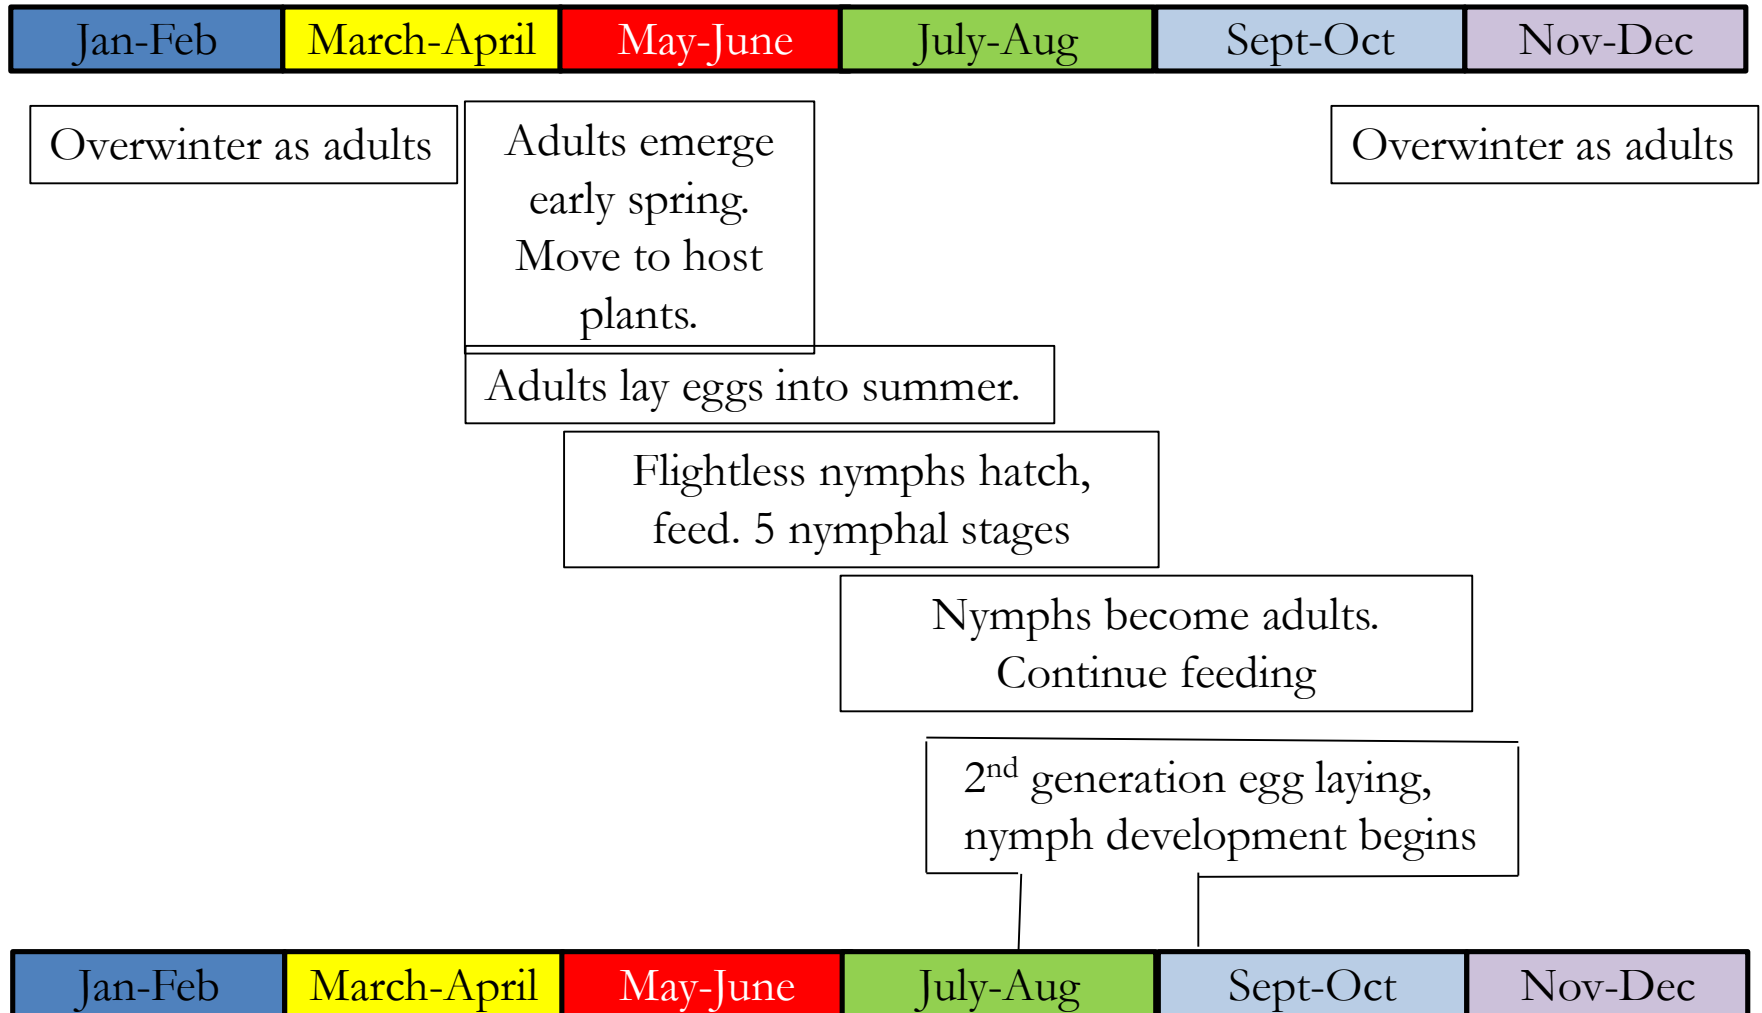 Jan-Feb March-April May-June July-Aug Sept-Oct Nov-Dec
Overwinter as adults
Adults emerge
early spring.
Move to host
plants.
Overwinter as adults
Adults lay eggs into summer.
Flightless nymphs hatch,
feed. 5 nymphal stages
Nymphs become adults.
Continue feeding
2nd generation egg laying,
nymph development begins
Jan-Feb March-April May-June July-Aug Sept-Oct Nov-Dec